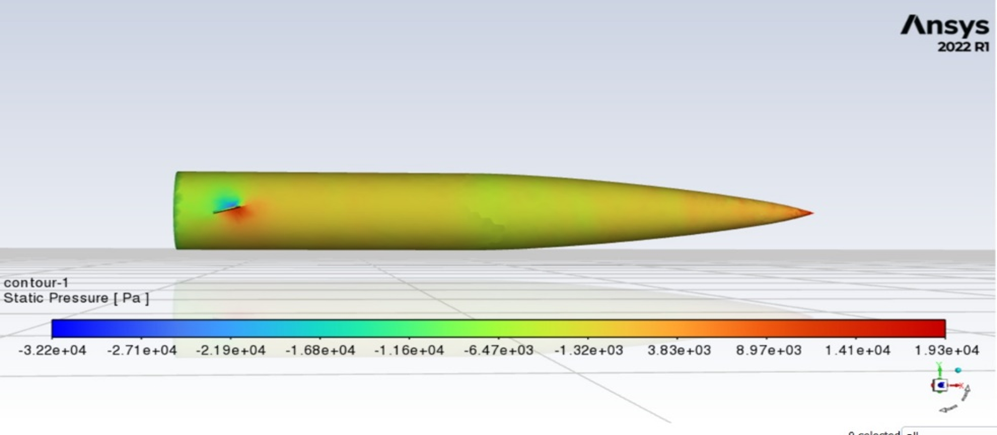 Ansys
2022 R1
contour-1
Static Pressure [ Pa ]
-3.22e+04 -2.71e+04 -2.19e+04 -1.68e+04 -1.16e+04 -6.47e+03 -1.32e+03 3.83e+03 8.97e+03 1.41e+04 1.93e+04
0 selected all